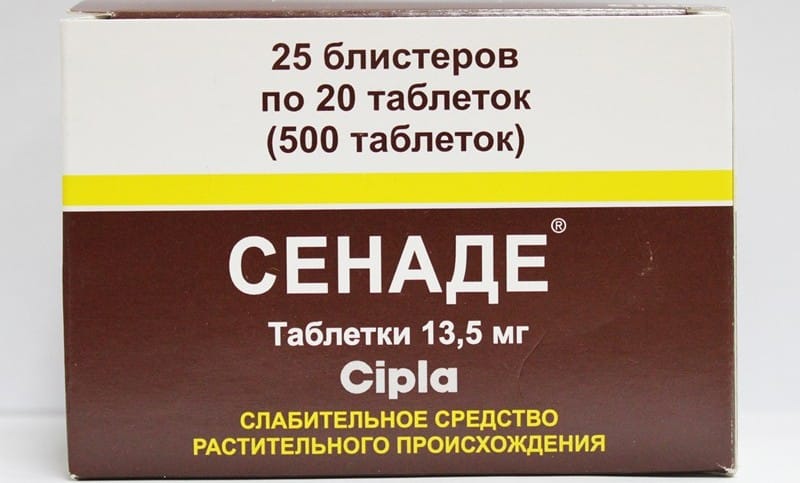 25 блистеров
по 20 таблеток
(500 таблеток)
СЕНАДЕ®
Таблетки 13,5 мг
Cipla
СЛАБИТЕЛЬНОЕ СРЕДСТВО
РАСТИТЕЛЬНОГО ПРОИСХОЖДЕНИЯ